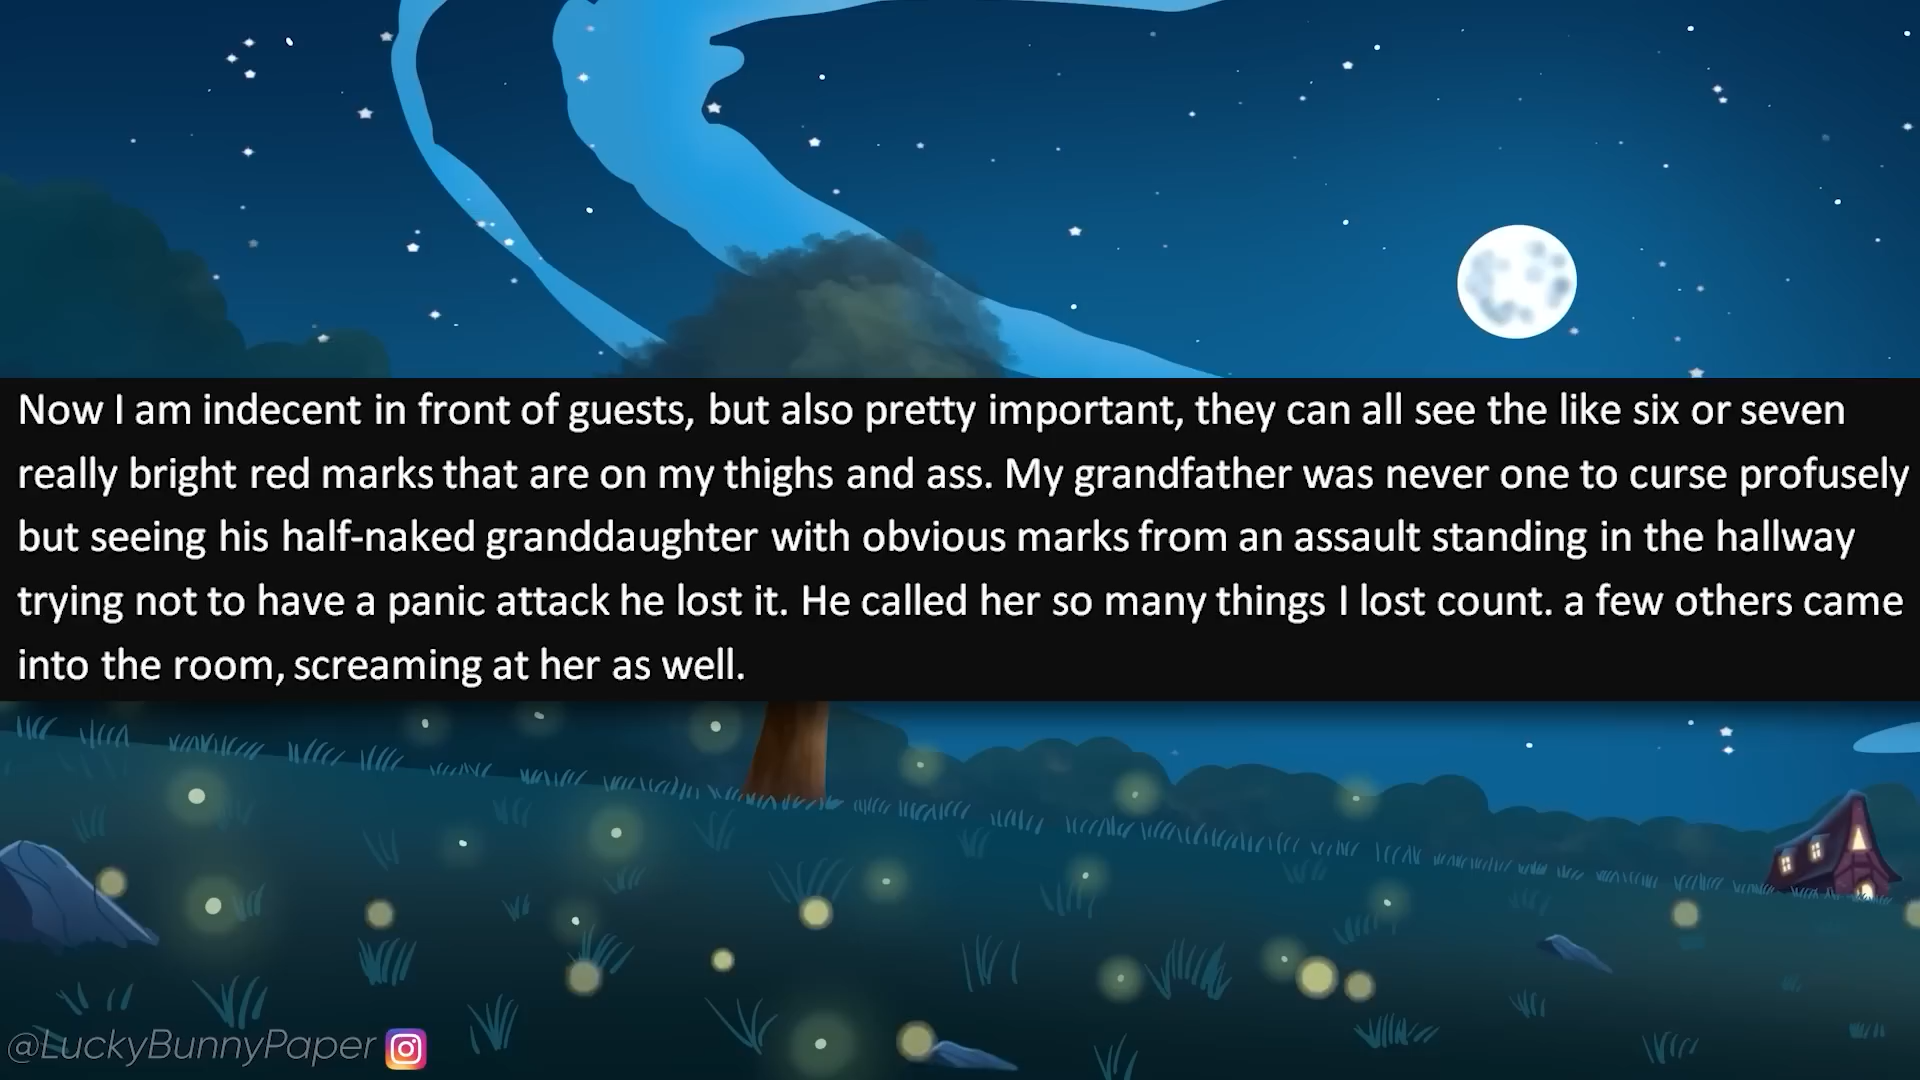 Now I am indecent in front of guests, but also pretty important, they can all see the like six or seven
really bright red marks that are on my thighs and ass. My grandfather was never one to curse profusely
but seeing his half-naked granddaughter with obvious marks from an assault standing in the hallway
trying not to have a panic attack he lost it. He called her so many things I lost count. a few others came
into the room, screaming at her as well.
@LuckyBunnyPaper